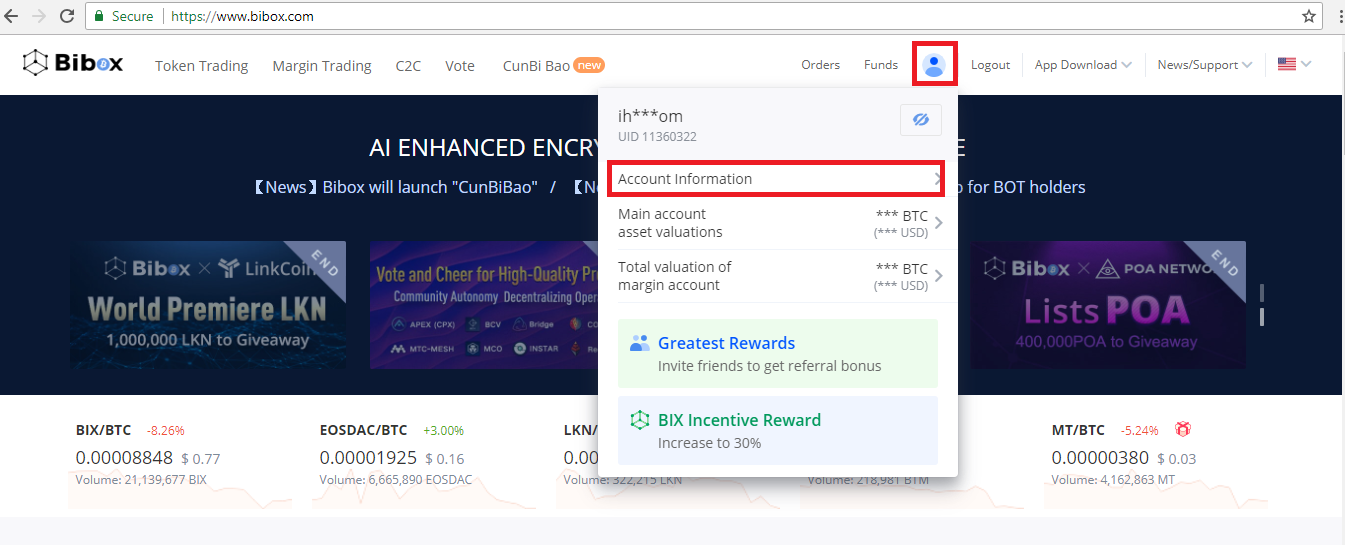 Secure https://www.bibox.com
Bibox Token Trading Margin Trading C2C Vote CunBi Bao new Orders Funds Logout App Download News/Support
ih***om
UID 11360322
AI ENHANCED ENCRY E
【News】Bibox will launch "CunBiBao" / 【Ne o for BOT holders
Account Information
Main account
asset valuations
*** BTC
(*** USD)
Total valuation of
margin account
*** BTC
(*** USD)
Bibox × LinkCoin
END
World Premiere LKN
1,000,000 LKN to Giveaway
Vote and Cheer for High-Quality Pr
Community Autonomy Decentralizing Oper
APEX (CPX) BCV Bridge CO
MTC-MESH MCO INSTAR Re
Bibox × POA NETWO
END
Lists POA
400,000POA to Giveaway
Greatest Rewards
Invite friends to get referral bonus
BIX Incentive Reward
Increase to 30%
BIX/BTC -8.26%
0.00008848 $ 0.77
Volume: 21,139,677 BIX
EOSDAC/BTC +3.00%
0.00001925 $ 0.16
Volume: 6,665,890 EOSDAC
LKN/
0.00
Volume: 322,215 LKN
Volume: 218,981 BTM
MT/BTC -5.24%
0.00000380 $ 0.03
Volume: 4,162,863 MT